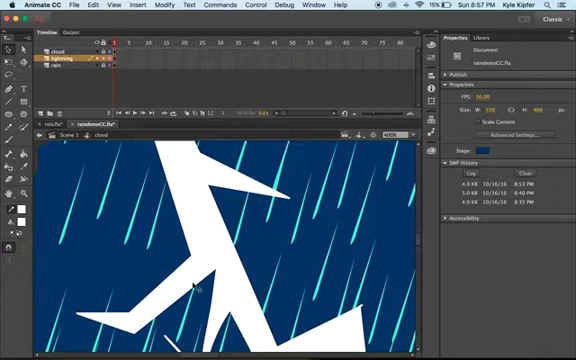 Animate CC File Edit View Insert Modify Text Commands Control Debug Window Help 16% Sun 8:57 PM Kyle Kipfer
Classic
Timeline Output
1 5 10 15 20 25 30 35 40 45 50 55 60 65 70 75 80
cloud
lightning
rain
rain.fla* raindemoCC.fla*
Scene 1 cloud 400%
Properties Library
Document
raindemoCC.fla
Publish
Properties
FPS: 16.00
Size: W: 550 H: 400 px
Scale Content
Advanced Settings...
Stage:
SWF History
Log Clear
4.9 KB 10/16/16 8:53 PM
5.0 KB 10/16/16 8:40 PM
4.9 KB 10/16/16 8:35 PM
Accessibility